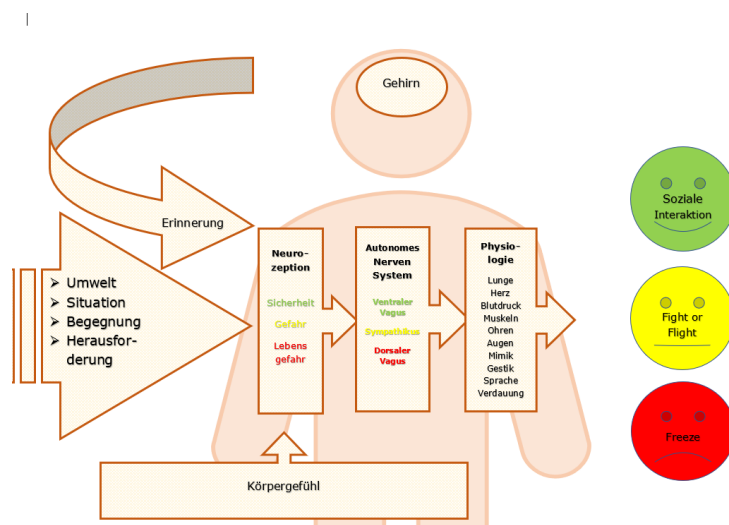 Gehirn
Erinnerung
Umwelt
Situation
Begegnung
Herausfor-
derung
Neuro-
zeption
Sicherheit
Gefahr
Lebens
gefahr
Autonomes
Nerven
System
Ventraler
Vagus
Sympathikus
Dorsaler
Vagus
Physio-
logie
Lunge
Herz
Blutdruck
Muskeln
Ohren
Augen
Mimik
Gestik
Sprache
Verdauung
Soziale
Interaktion
Fight or
Flight
Freeze
Körpergefühl